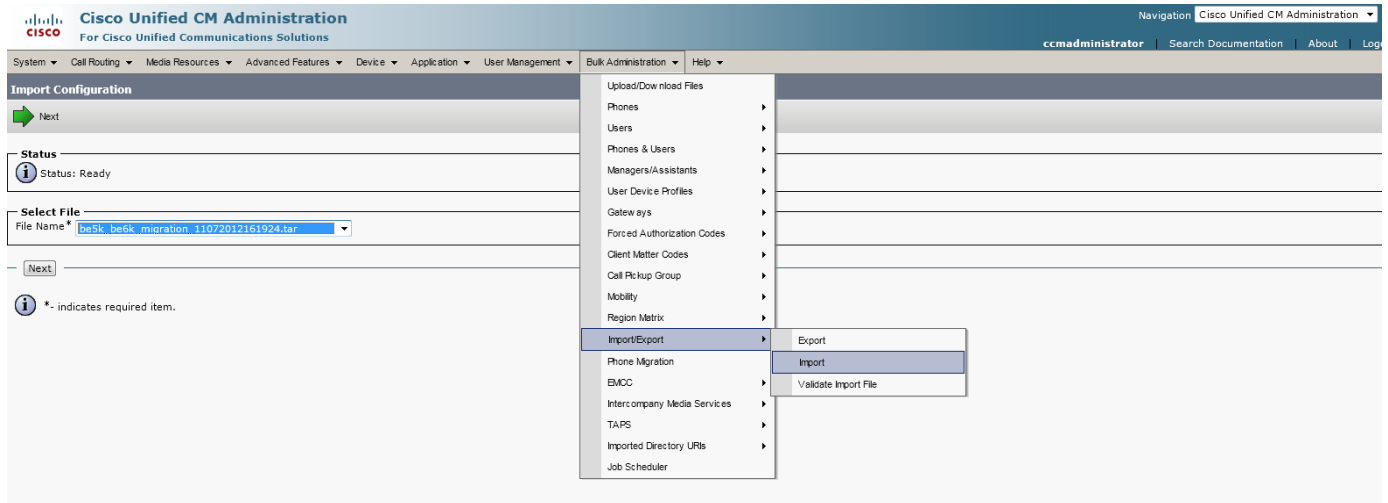 Cisco Unified CM Administration
CISCO
For Cisco Unified Communications Solutions
Navigation Cisco Unified CM Administration
ccmadministrator Search Documentation About Logo
System Call Routing Media Resources Advanced Features Device Application User Management Bulk Administration Help
Import Configuration
Next
Status
Status: Ready
Select File
File Name* be5k_be6k_migration_11072012161924.tar
Next
*- indicates required item.
Upload/Download Files
Phones
Users
Phones & Users
Managers/Assistants
User Device Profiles
Gateways
Forced Authorization Codes
Client Matter Codes
Call Pickup Group
Mobility
Region Matrix
Import/Export
Phone Migration
EMCC
Intercompany Media Services
TAPS
Imported Directory URIs
Job Scheduler
Export
Import
Validate Import File